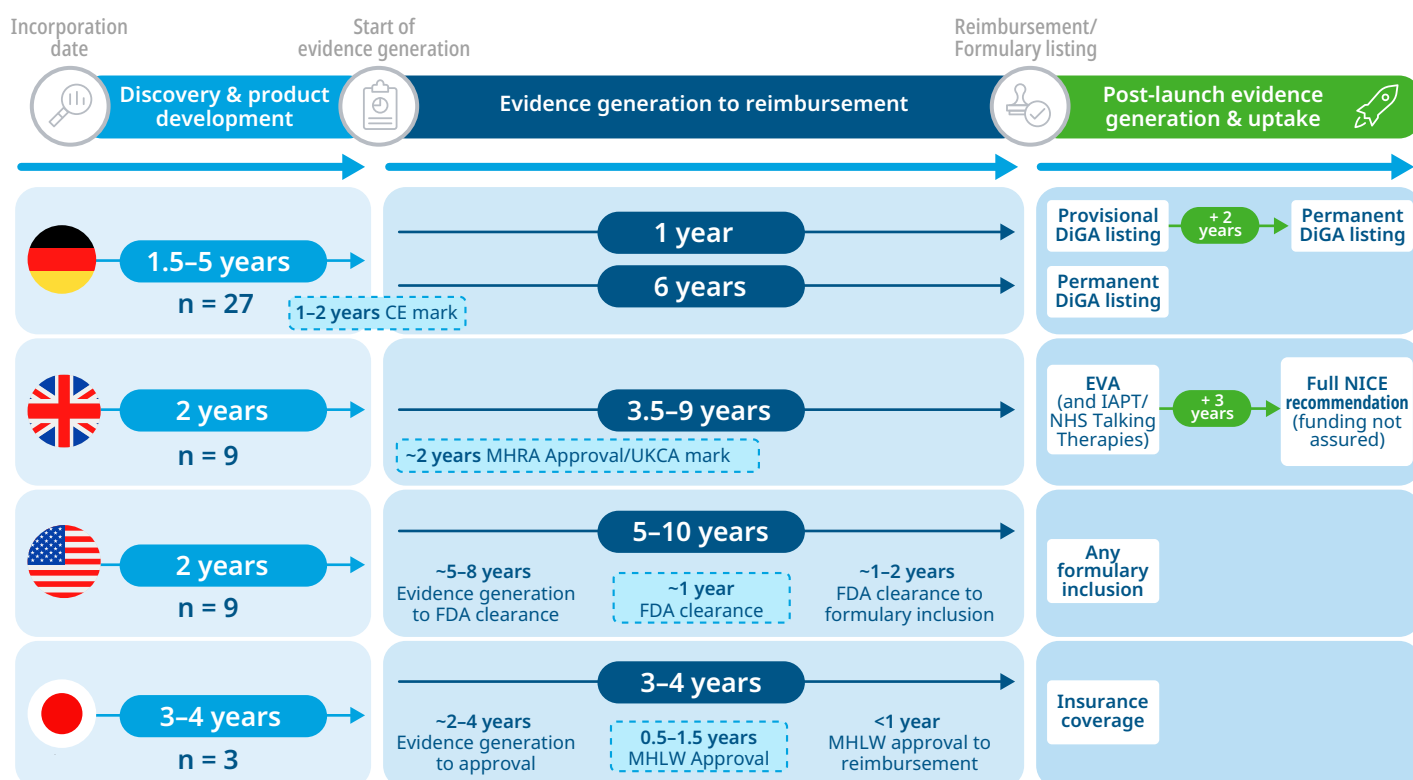 Incorporation
date
Start of
evidence generation
Reimbursement/
Formulary listing
Discovery & product
development
Evidence generation to reimbursement
Post-launch evidence
generation & uptake
1.5–5 years
n = 27
1–2 years CE mark
1 year
6 years
Provisional
DiGA listing
+ 2
years
Permanent
DiGA listing
Permanent
DiGA listing
2 years
n = 9
3.5–9 years
~2 years MHRA Approval/UKCA mark
EVA
(and IAPT/
NHS Talking
Therapies)
+ 3
years
Full NICE
recommendation
(funding not
assured)
2 years
n = 9
5–10 years
~5–8 years
Evidence generation
to FDA clearance
~1 year
FDA clearance
~1–2 years
FDA clearance to
formulary inclusion
Any
formulary
inclusion
3–4 years
n = 3
3–4 years
~2–4 years
Evidence generation
to approval
0.5–1.5 years
MHLW Approval
<1 year
MHLW approval to
reimbursement
Insurance
coverage